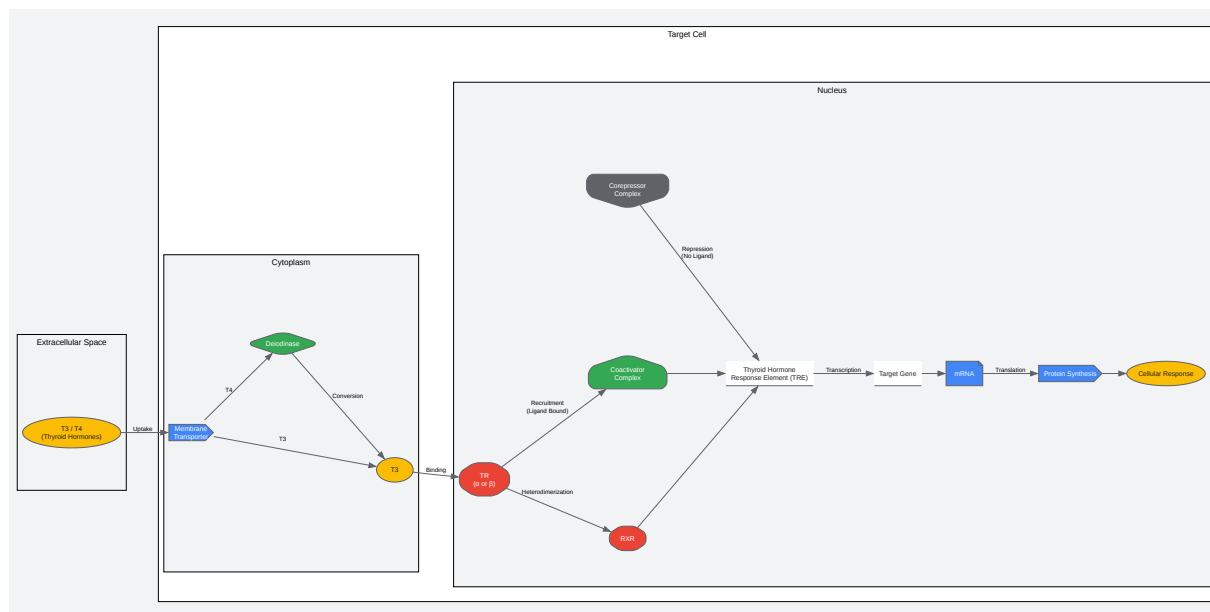 Target Cell
Nucleus
Corepressor
Complex
Repression
(No Ligand)
Cytoplasm
Extracellular Space
Deiodinase
Coactivator
Complex
Thyroid Hormone
Response Element (TRE)
Transcription
Target Gene
mRNA
Translation
Protein Synthesis
Cellular Response
T4
Conversion
Recruitment
(Ligand Bound)
T3 / T4
(Thyroid Hormones)
Uptake
Membrane
Transporter
T3
T3
Binding
TR
(α or β)
Heterodimerization
RXR